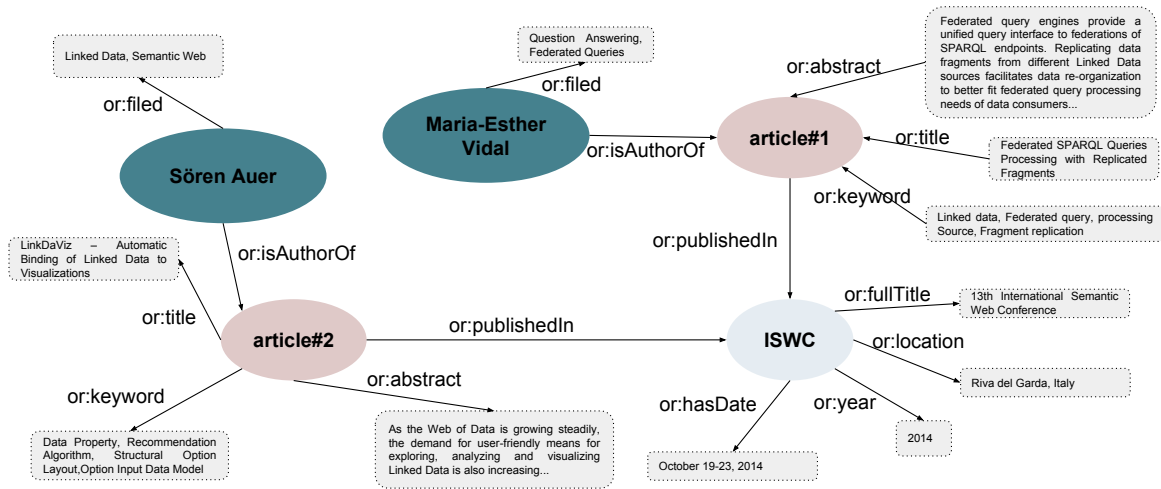 Linked Data, Semantic Web
or:filed
Sören Auer
Question Answering,
Federated Queries
or:filed
Maria-Esther
Vidal
or:isAuthorOf
or:abstract
Federated query engines provide a
unified query interface to federations of
SPARQL endpoints. Replicating data
fragments from different Linked Data
sources facilitates data re-organization
to better fit federated query processing
needs of data consumers...
article#1
or:title
Federated SPARQL Queries
Processing with Replicated
Fragments
or:keyword
Linked data, Federated query, processing
Source, Fragment replication
or:publishedIn
or:isAuthorOf
LinkDaViz – Automatic
Binding of Linked Data to
Visualizations
or:title
article#2
or:publishedIn
ISWC
or:fullTitle
13th International Semantic
Web Conference
or:location
Riva del Garda, Italy
or:keyword
Data Property, Recommendation
Algorithm, Structural Option
Layout,Option Input Data Model
or:abstract
As the Web of Data is growing steadily,
the demand for user-friendly means for
exploring, analyzing and visualizing
Linked Data is also increasing...
or:hasDate
October 19-23, 2014
or:year
2014